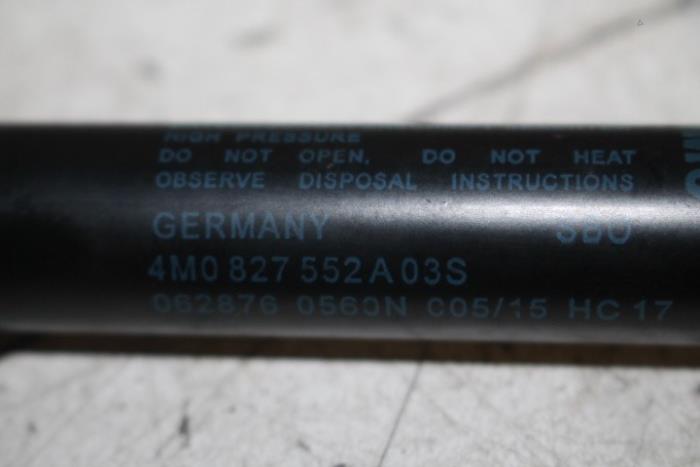 HIGH PRESSURE
DO NOT OPEN, DO NOT HEAT
OBSERVE DISPOSAL INSTRUCTIONS
GERMANY SBO
4M0 827 552 A 03S
062876 0560N C05/15 HC 17